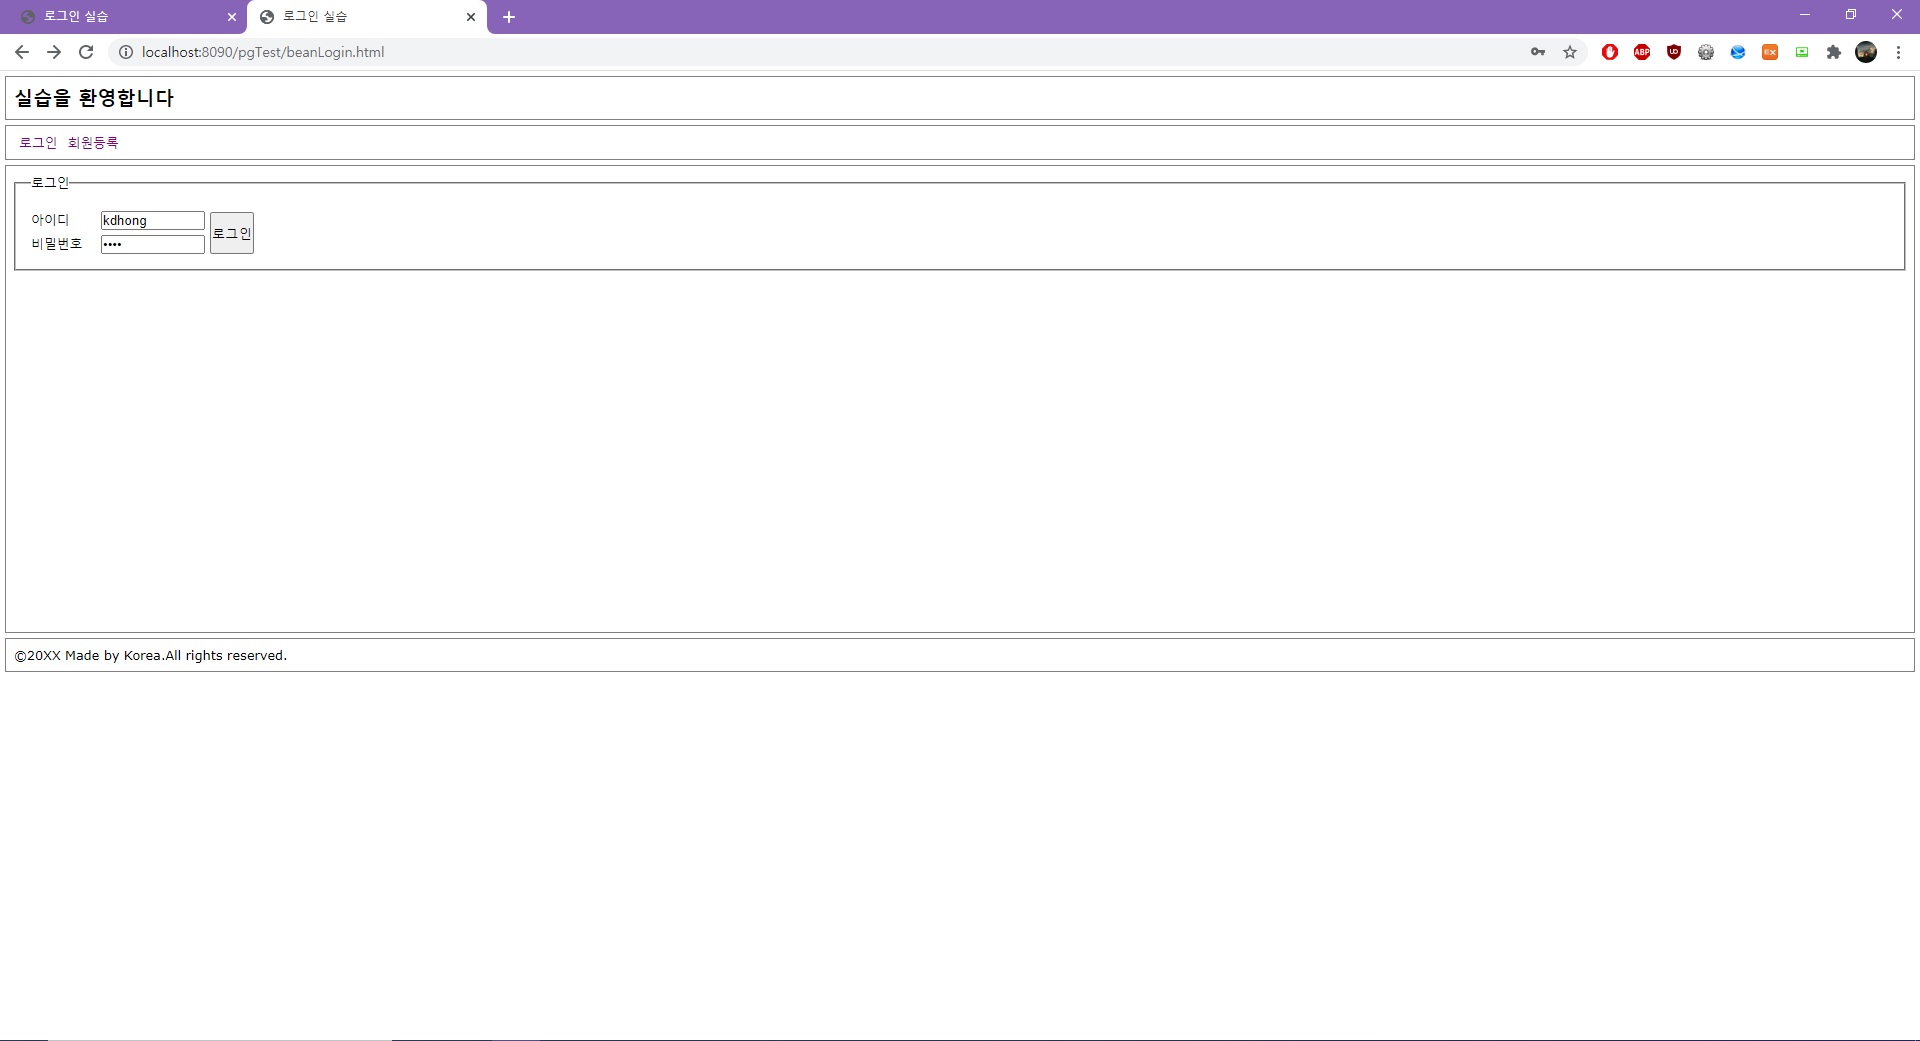 로그인 실습
로그인 실습
localhost:8090/pgTest/beanLogin.html
ABP
실습을 환영합니다
로그인 회원등록
로그인
아이디 kdhong
비밀번호 ••••
로그인
©20XX Made by Korea.All rights reserved.